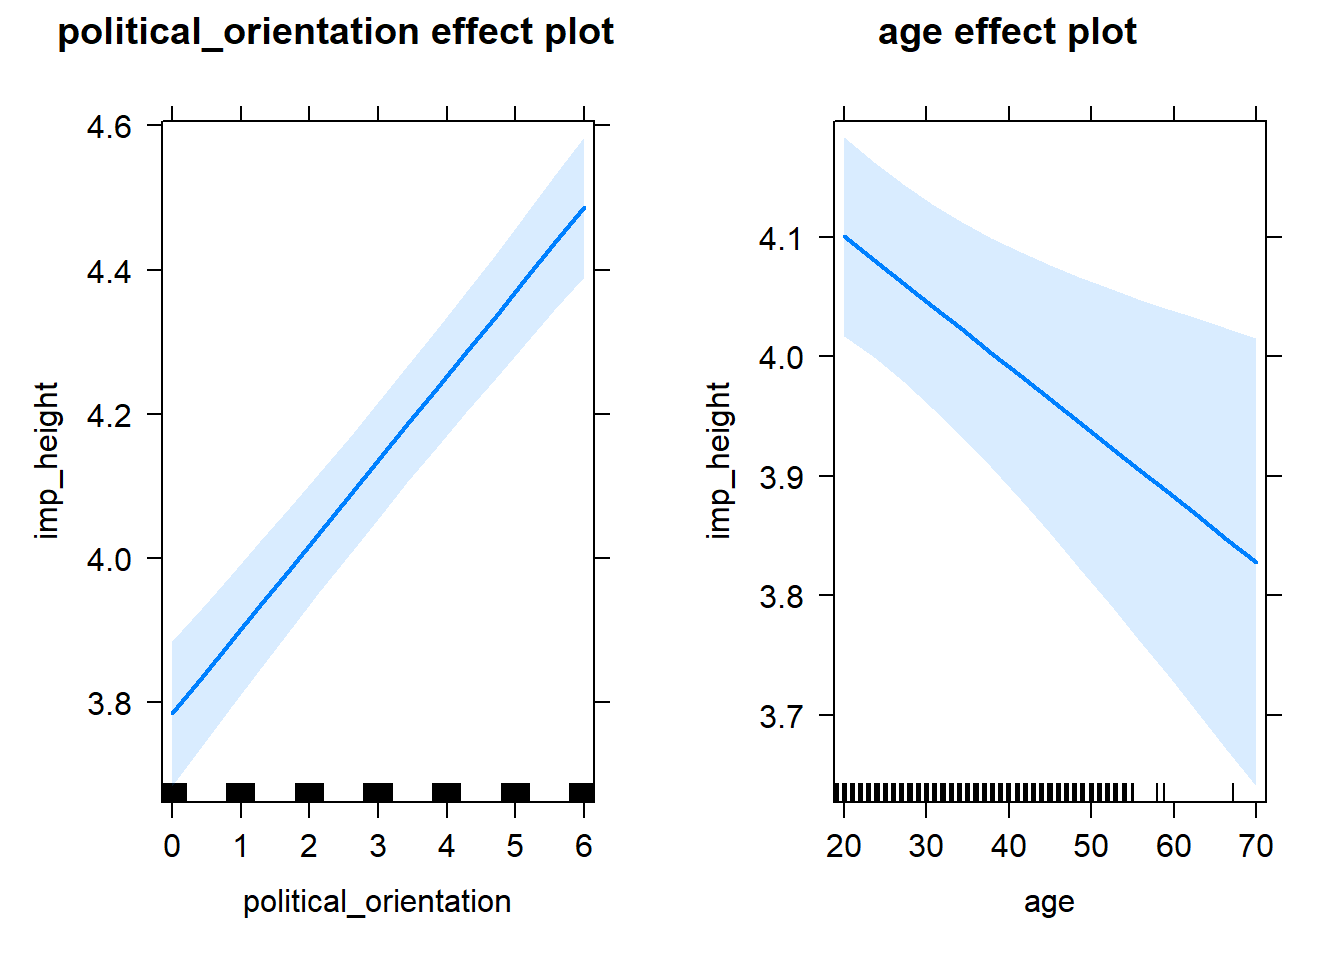 political_orientation effect plot
4.6
4.4
4.2
4.0
3.8
imp_height
0 1 2 3 4 5 6
political_orientation
age effect plot
4.1
4.0
3.9
3.8
3.7
imp_height
20 30 40 50 60 70
age